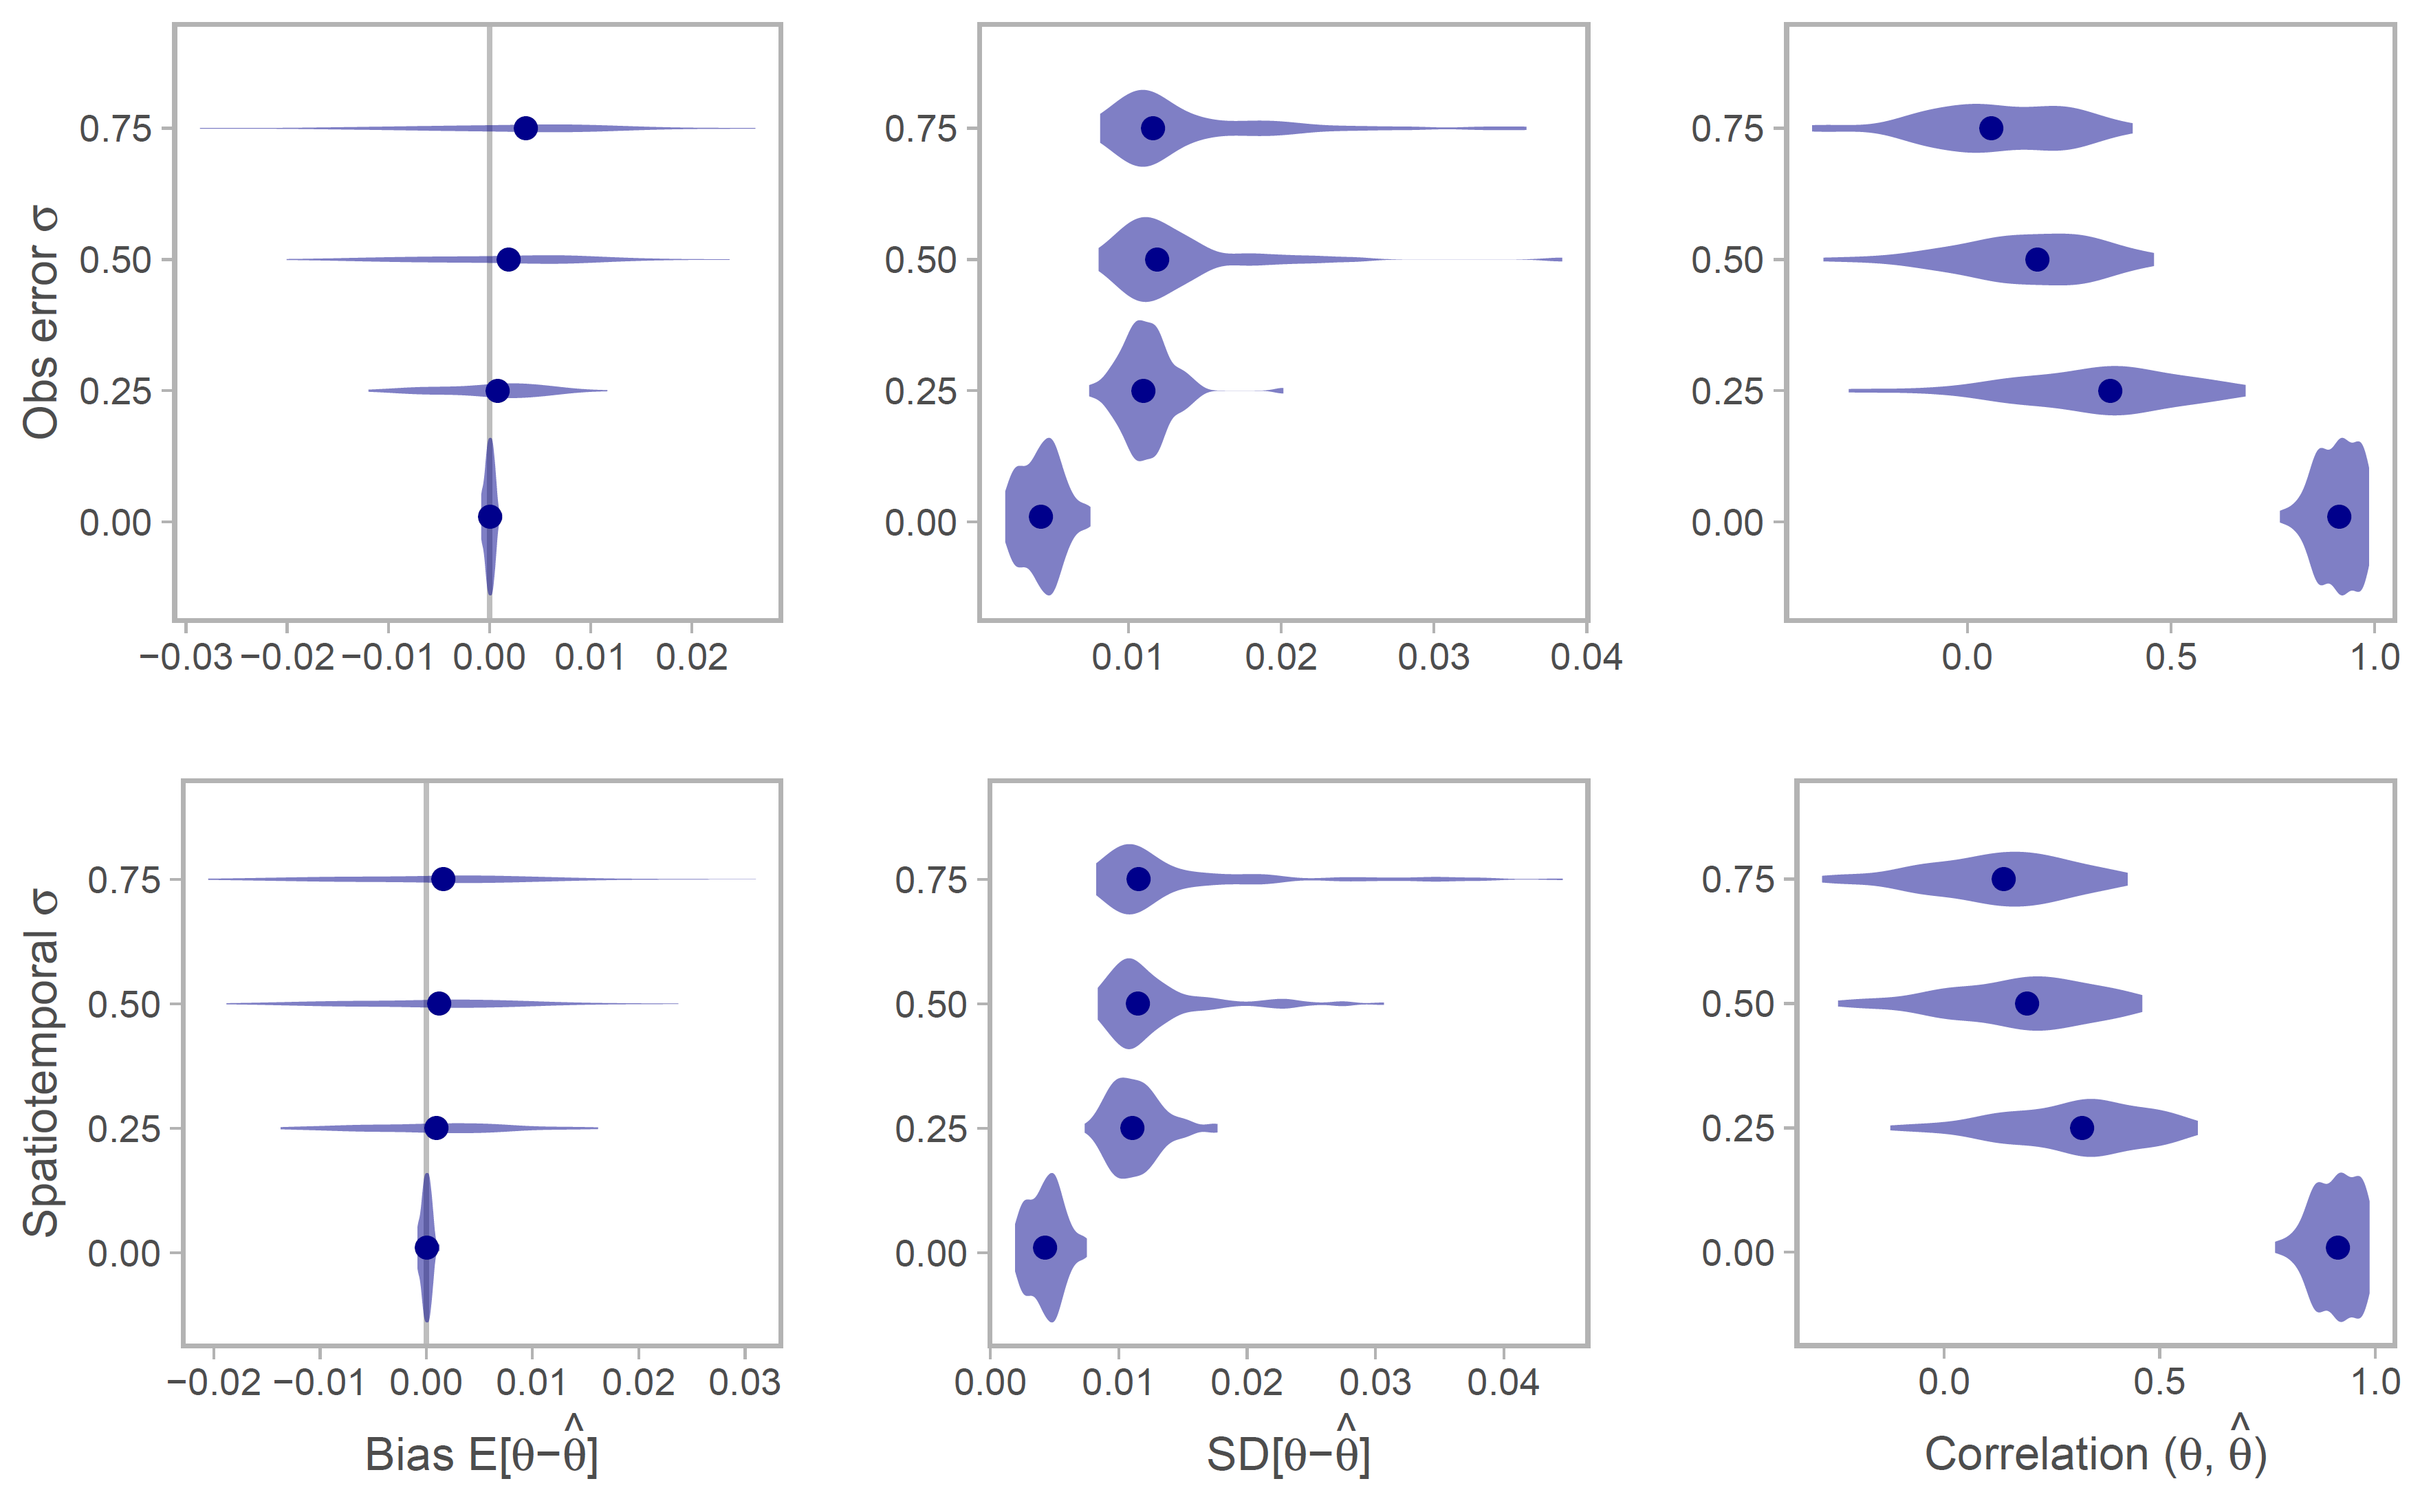 Obs error σ
0.75
0.50
0.25
0.00
−0.03 −0.02 −0.01 0.00 0.01 0.02
0.75
0.50
0.25
0.00
0.01 0.02 0.03 0.04
0.75
0.50
0.25
0.00
0.0 0.5 1.0
Spatiotemporal σ
0.75
0.50
0.25
0.00
−0.02 −0.01 0.00 0.01 0.02 0.03
Bias E[θ−θ̂]
0.75
0.50
0.25
0.00
0.00 0.01 0.02 0.03 0.04
SD[θ−θ̂]
0.75
0.50
0.25
0.00
0.0 0.5 1.0
Correlation (θ, θ̂)